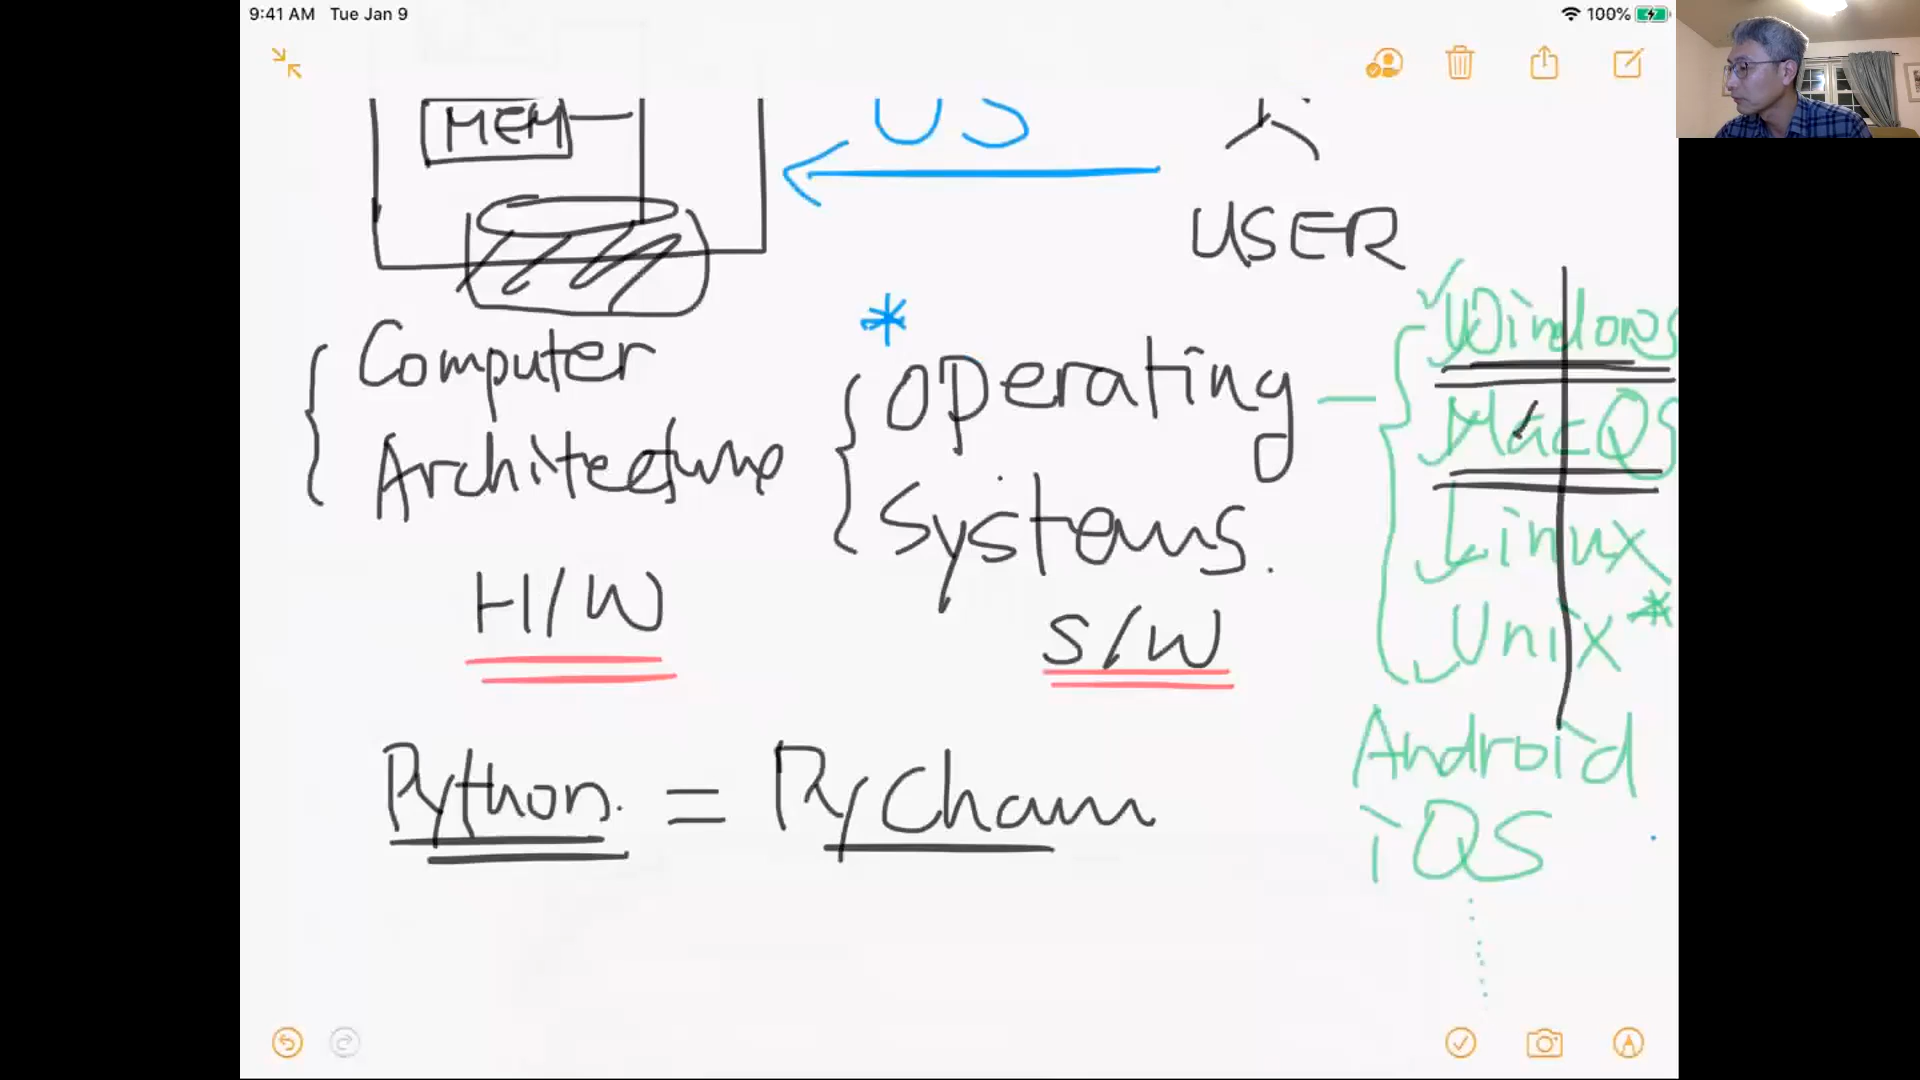 9:41 AM Tue Jan 9
100%
MEM
OS
USER
Computer
Architecture
H/W
*
Operating
Systems.
S/W
Windows
MacOS
Linux
Unix *
Android
iOS
Python. = PyCham